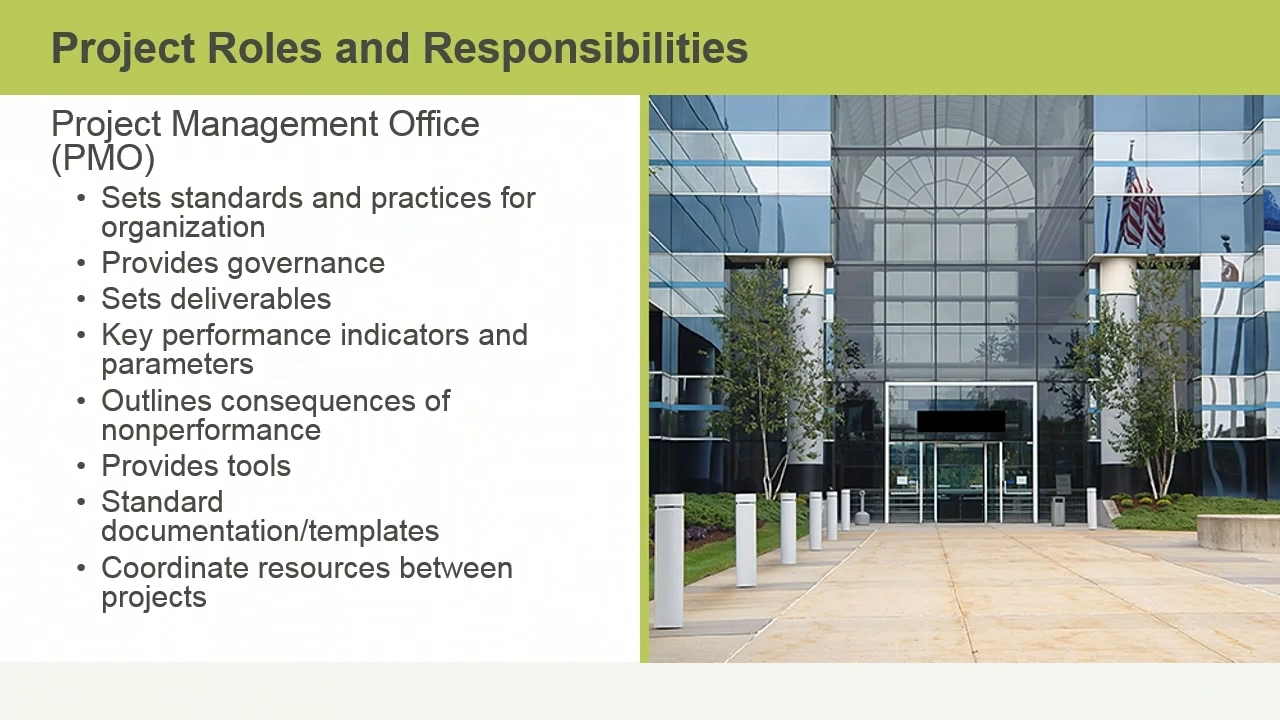 Project Roles and Responsibilities
Project Management Office
(PMO)
• Sets standards and practices for
organization
• Provides governance
• Sets deliverables
• Key performance indicators and
parameters
• Outlines consequences of
nonperformance
• Provides tools
• Standard
documentation/templates
• Coordinate resources between
projects